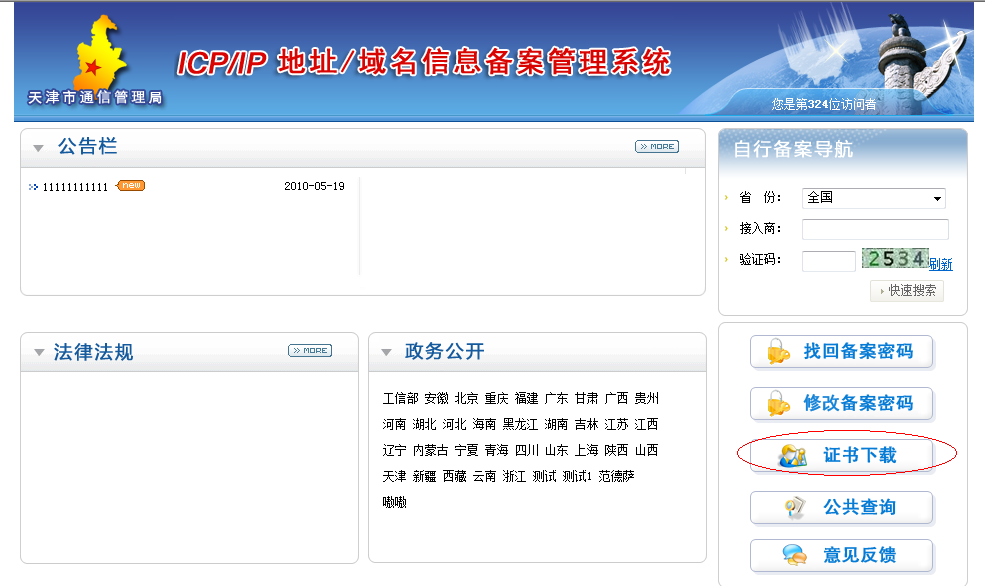 ICP/IP 地址/域名信息备案管理系统
天津市通信管理局
您是第324位访问者
公告栏
MORE
11111111111 new 2010-05-19
自行备案导航
省 份： 全国
接入商：
验证码： 2534 刷新
快速搜索
法律法规
MORE
政务公开
工信部 安徽 北京 重庆 福建 广东 甘肃 广西 贵州
河南 湖北 河北 海南 黑龙江 湖南 吉林 江苏 江西
辽宁 内蒙古 宁夏 青海 四川 山东 上海 陕西 山西
天津 新疆 西藏 云南 浙江 测试 测试1 范德萨
嗷嗷
找回备案密码
修改备案密码
证书下载
公共查询
意见反馈